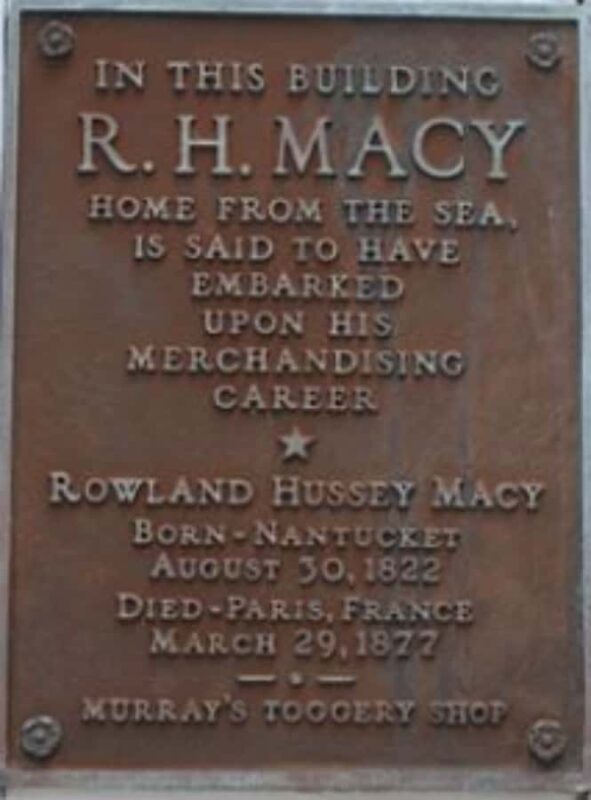 IN THIS BUILDING
R. H. MACY
HOME FROM THE SEA,
IS SAID TO HAVE
EMBARKED
UPON HIS
MERCHANDISING
CAREER
ROWLAND HUSSEY MACY
BORN-NANTUCKET
AUGUST 30, 1822
DIED-PARIS, FRANCE
MARCH 29, 1877
MURRAY'S TOGGERY SHOP